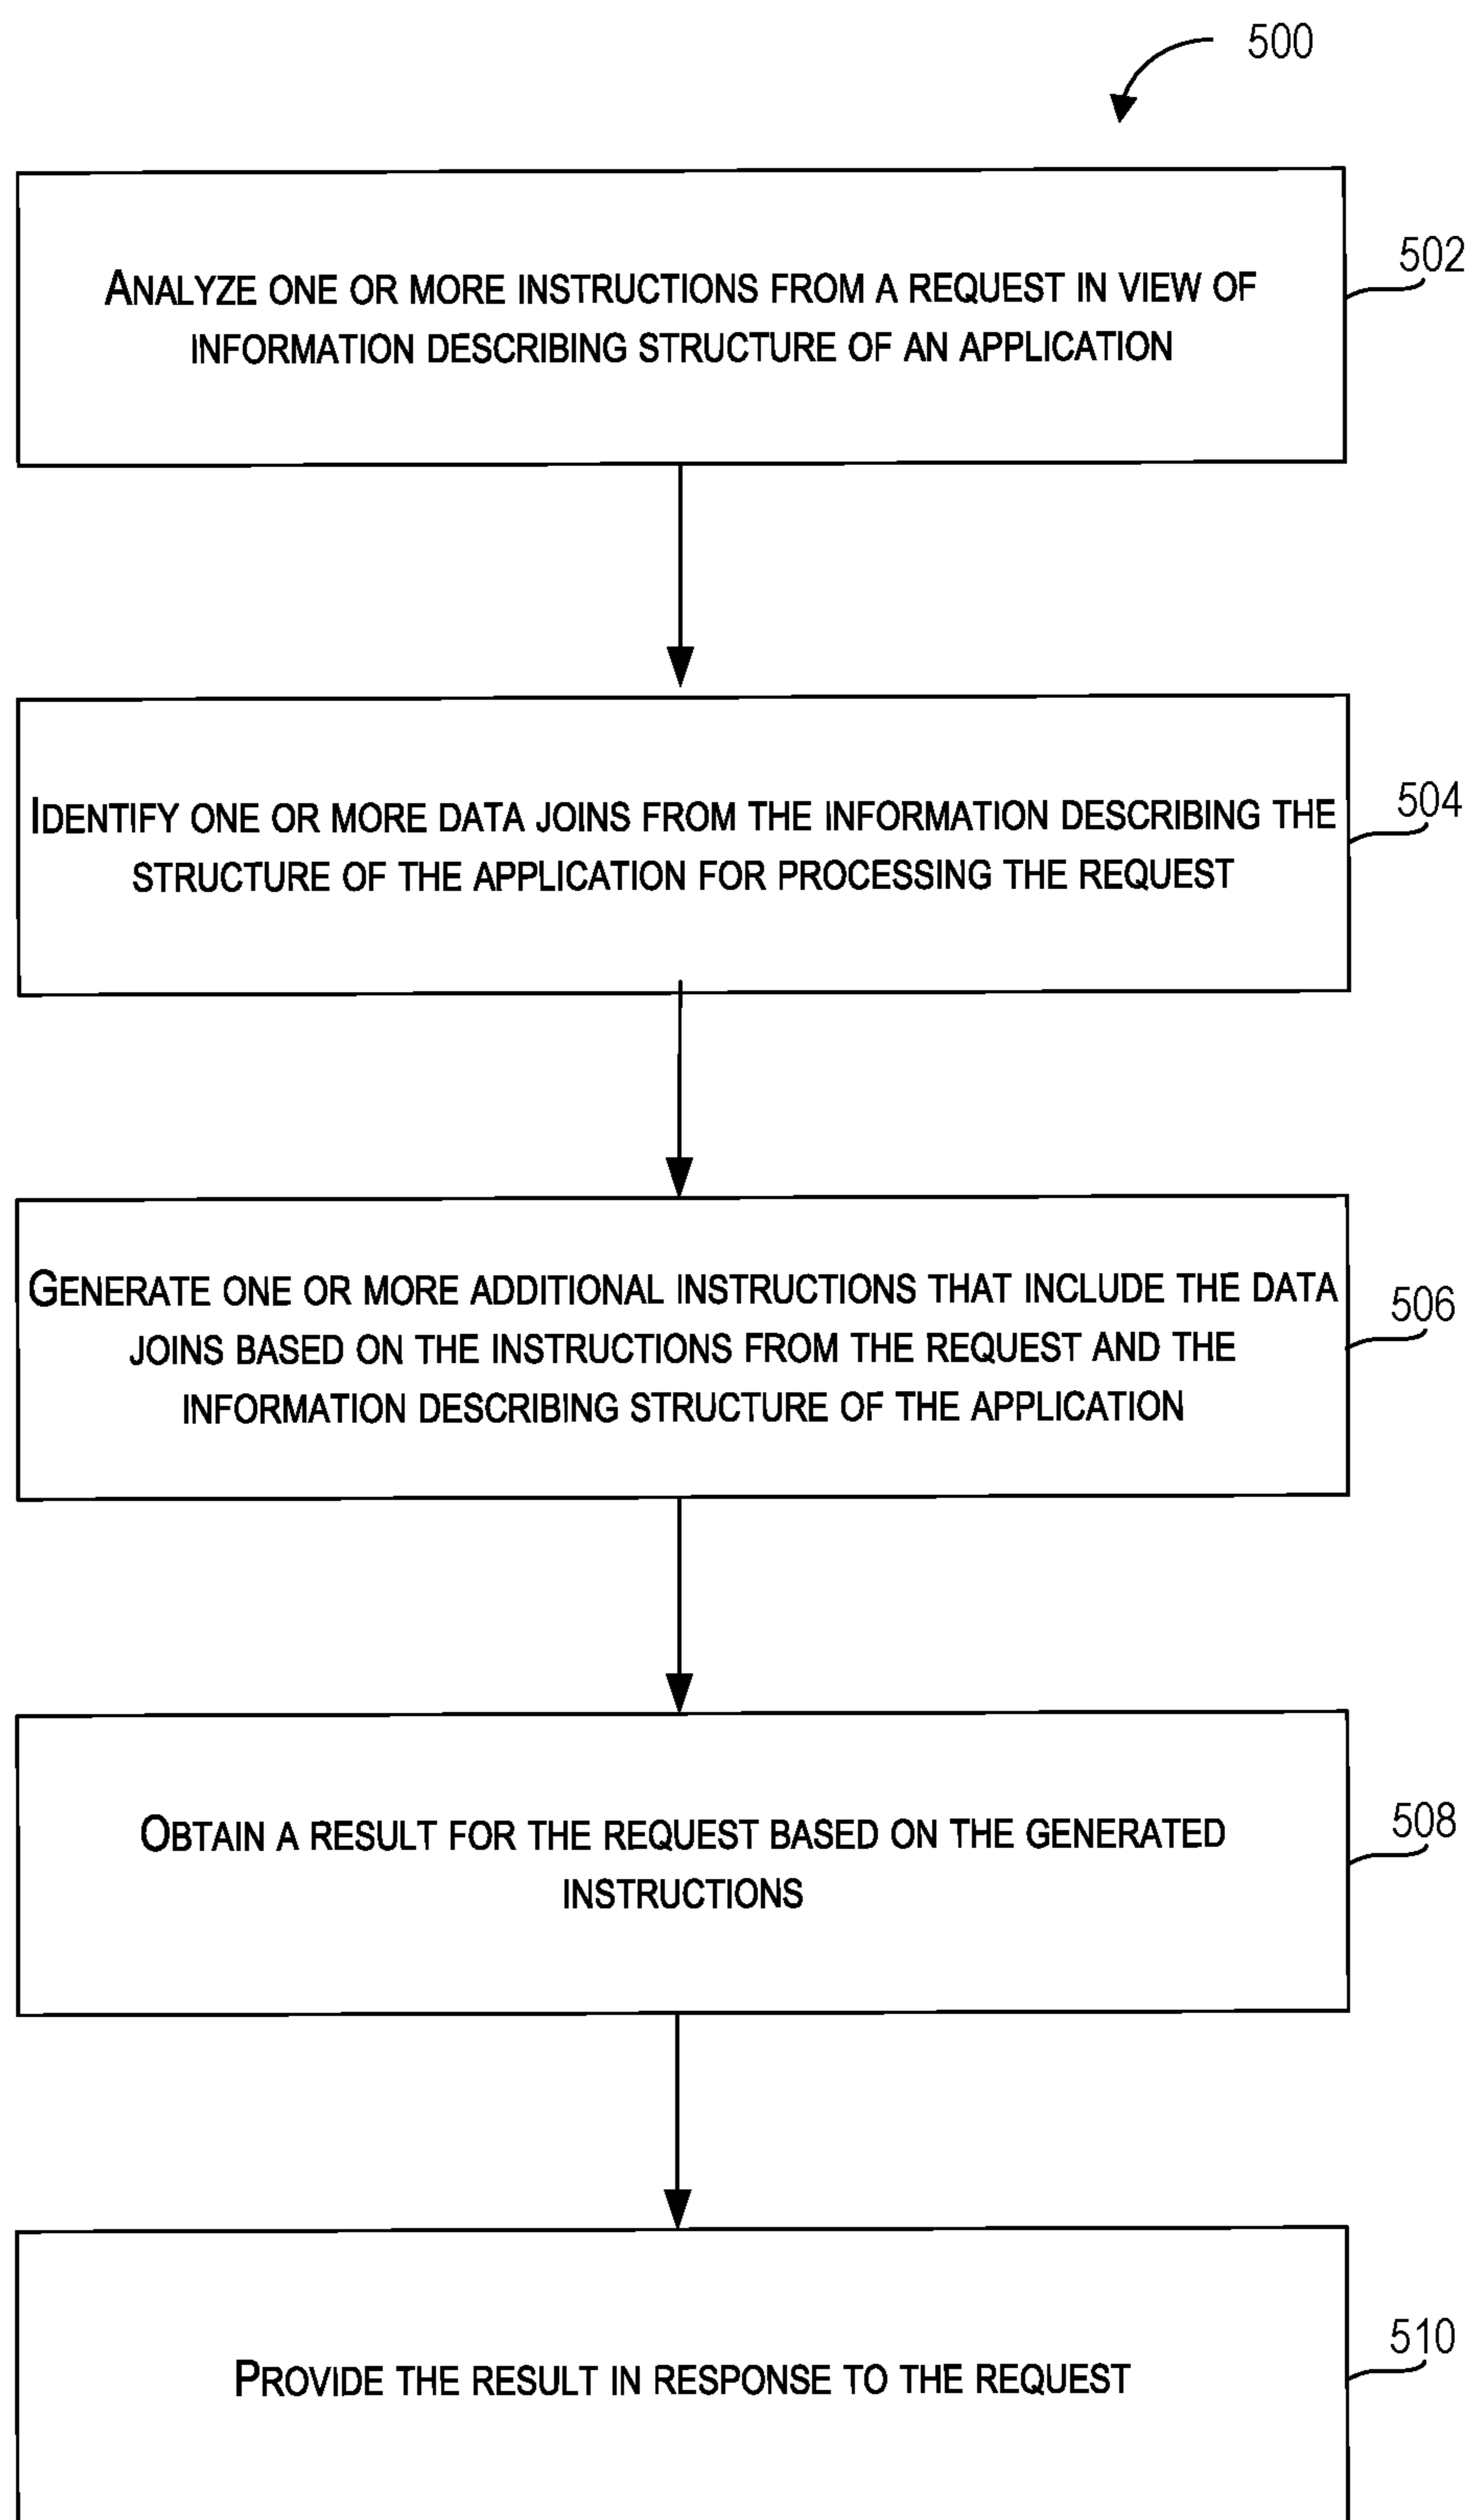 500
502
ANALYZE ONE OR MORE INSTRUCTIONS FROM A REQUEST IN VIEW OF
INFORMATION DESCRIBING STRUCTURE OF AN APPLICATION
504
IDENTIFY ONE OR MORE DATA JOINS FROM THE INFORMATION DESCRIBING THE
STRUCTURE OF THE APPLICATION FOR PROCESSING THE REQUEST
506
GENERATE ONE OR MORE ADDITIONAL INSTRUCTIONS THAT INCLUDE THE DATA
JOINS BASED ON THE INSTRUCTIONS FROM THE REQUEST AND THE
INFORMATION DESCRIBING STRUCTURE OF THE APPLICATION
508
OBTAIN A RESULT FOR THE REQUEST BASED ON THE GENERATED
INSTRUCTIONS
510
PROVIDE THE RESULT IN RESPONSE TO THE REQUEST